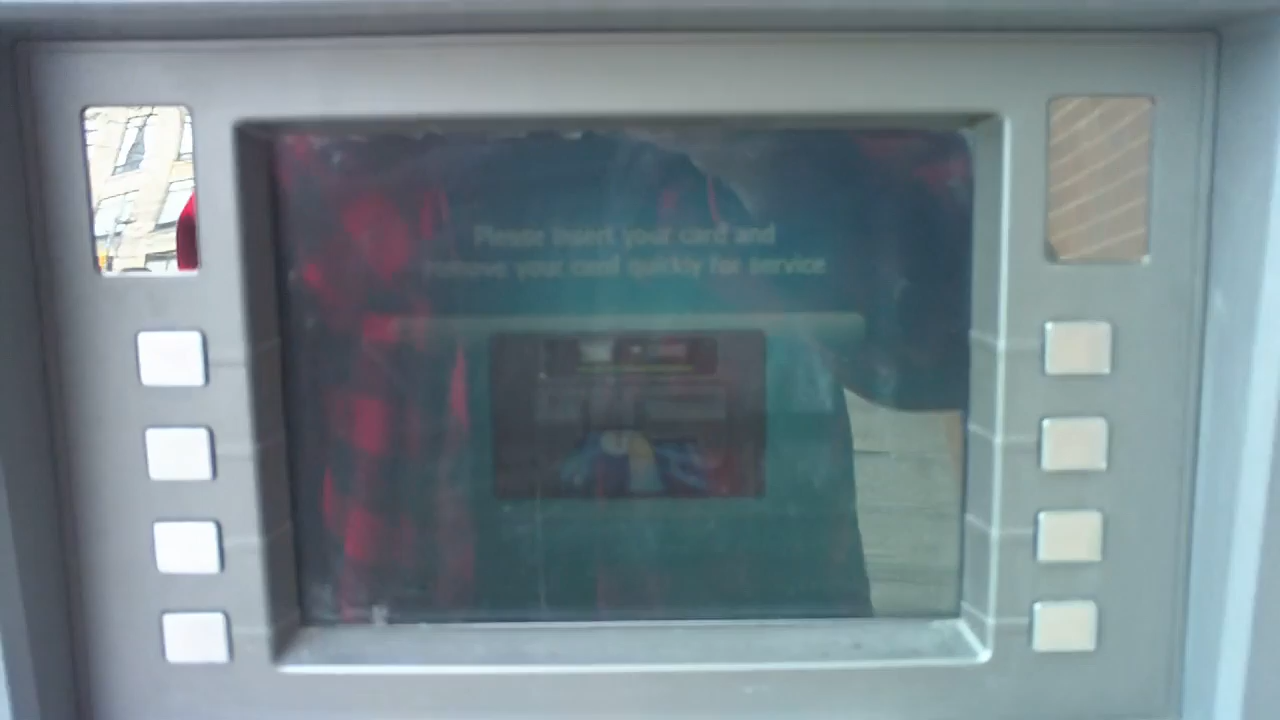 Please insert your card and
remove your card quickly for service